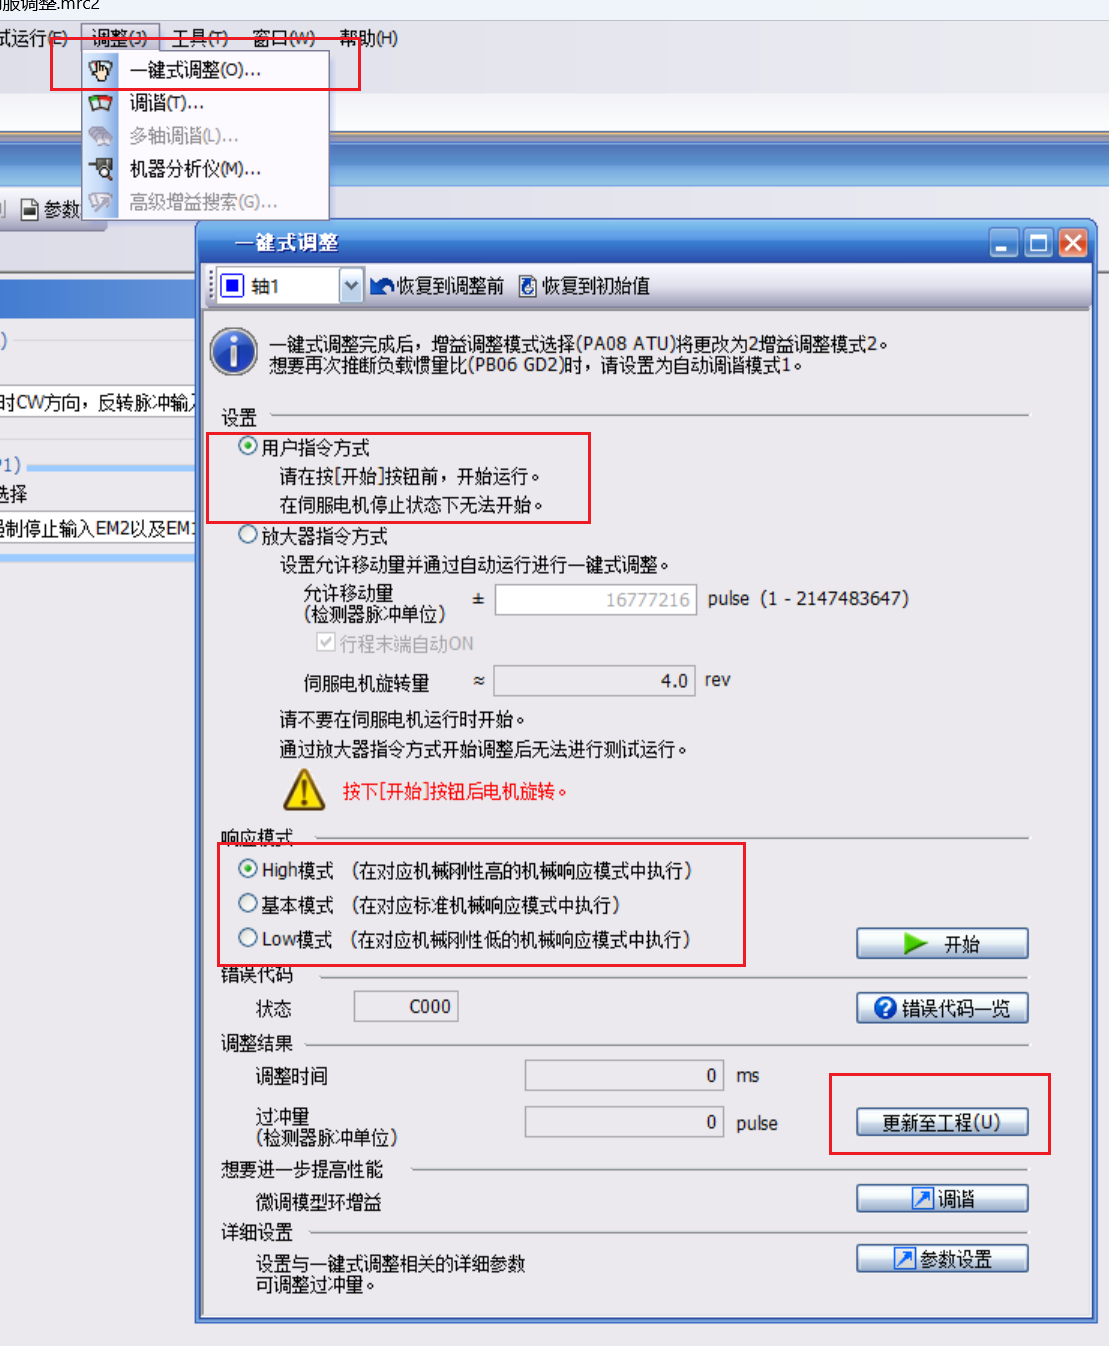 服调整.mrc2
试运行(E) 调整(J) 工具(T) 窗口(W) 帮助(H)
一键式调整(O)...
调谐(T)...
多轴调谐(L)...
机器分析仪(M)...
高级增益搜索(G)...
参数
一键式调整
轴1 恢复到调整前 恢复到初始值
一键式调整完成后，增益调整模式选择(PA08 ATU)将更改为2增益调整模式2。
想要再次推断负载惯量比(PB06 GD2)时，请设置为自动调谐模式1。
时CW方向，反转脉冲输入
选择
强制停止输入EM2以及EM1
设置
用户指令方式
请在按[开始]按钮前，开始运行。
在伺服电机停止状态下无法开始。
放大器指令方式
设置允许移动量并通过自动运行进行一键式调整。
允许移动量
(检测器脉冲单位)
± 16777216 pulse (1 - 2147483647)
行程末端自动ON
伺服电机旋转量 ≈ 4.0 rev
请不要在伺服电机运行时开始。
通过放大器指令方式开始调整后无法进行测试运行。
按下[开始]按钮后电机旋转。
响应模式
High模式 (在对应机械刚性高的机械响应模式中执行)
基本模式 (在对应标准机械响应模式中执行)
Low模式 (在对应机械刚性低的机械响应模式中执行)
开始
错误代码
状态 C000 错误代码一览
调整结果
调整时间 0 ms
过冲量
(检测器脉冲单位)
0 pulse 更新至工程(U)
想要进一步提高性能
微调模型环增益 调谐
详细设置
设置与一键式调整相关的详细参数
可调整过冲量。
参数设置